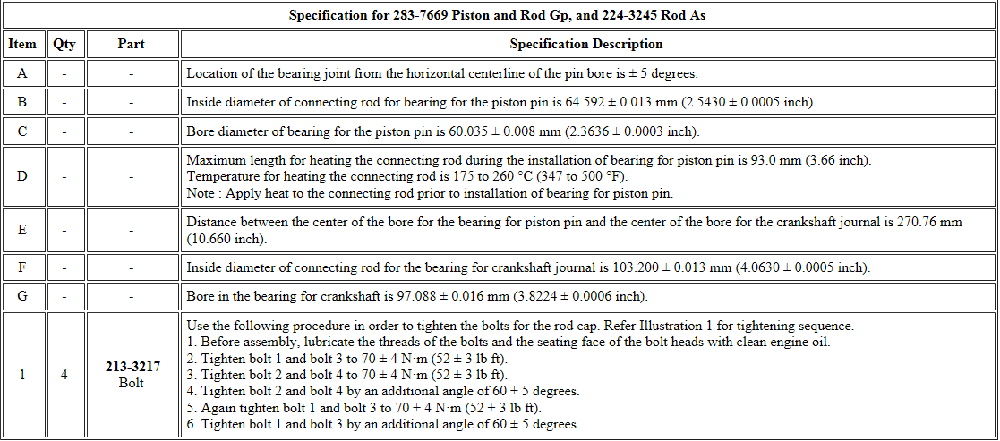 Specification for 283-7669 Piston and Rod Gp, and 224-3245 Rod As
Item Qty Part Specification Description
A - - Location of the bearing joint from the horizontal centerline of the pin bore is ± 5 degrees.
B - - Inside diameter of connecting rod for bearing for the piston pin is 64.592 ± 0.013 mm (2.5430 ± 0.0005 inch).
C - - Bore diameter of bearing for the piston pin is 60.035 ± 0.008 mm (2.3636 ± 0.0003 inch).
D - - Maximum length for heating the connecting rod during the installation of bearing for piston pin is 93.0 mm (3.66 inch).
Temperature for heating the connecting rod is 175 to 260 °C (347 to 500 °F).
Note : Apply heat to the connecting rod prior to installation of bearing for piston pin.
E - - Distance between the center of the bore for the bearing for piston pin and the center of the bore for the crankshaft journal is 270.76 mm
(10.660 inch).
F - - Inside diameter of connecting rod for the bearing for crankshaft journal is 103.200 ± 0.013 mm (4.0630 ± 0.0005 inch).
G - - Bore in the bearing for crankshaft is 97.088 ± 0.016 mm (3.8224 ± 0.0006 inch).
1 4 213-3217
Bolt
Use the following procedure in order to tighten the bolts for the rod cap. Refer Illustration 1 for tightening sequence.
1. Before assembly, lubricate the threads of the bolts and the seating face of the bolt heads with clean engine oil.
2. Tighten bolt 1 and bolt 3 to 70 ± 4 N·m (52 ± 3 lb ft).
3. Tighten bolt 2 and bolt 4 to 70 ± 4 N·m (52 ± 3 lb ft).
4. Tighten bolt 2 and bolt 4 by an additional angle of 60 ± 5 degrees.
5. Again tighten bolt 1 and bolt 3 to 70 ± 4 N·m (52 ± 3 lb ft).
6. Tighten bolt 1 and bolt 3 by an additional angle of 60 ± 5 degrees.